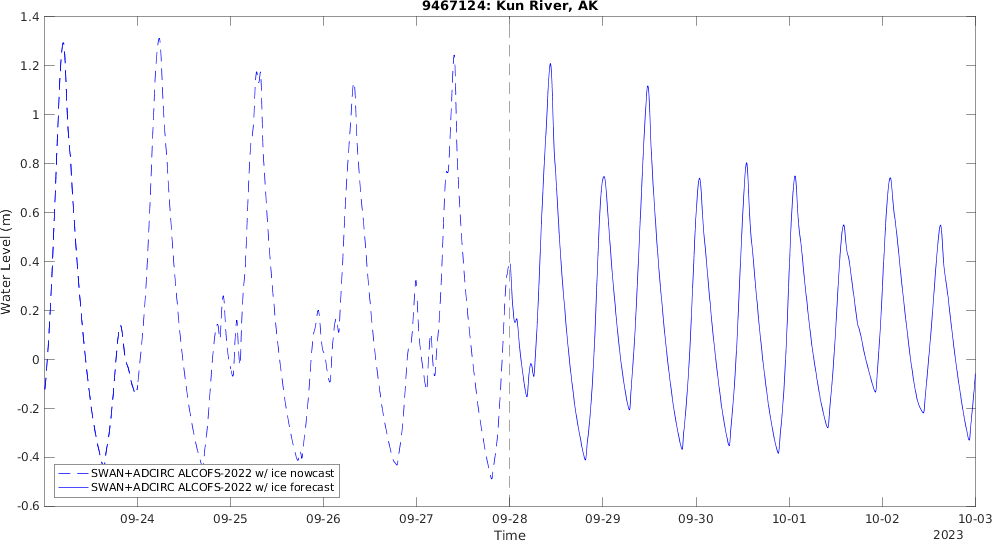 9467124: Kun River, AK
1.4
1.2
1
0.8
0.6
0.4
0.2
0
-0.2
-0.4
-0.6
Water Level (m)
SWAN+ADCIRC ALCOFS-2022 w/ ice nowcast
SWAN+ADCIRC ALCOFS-2022 w/ ice forecast
09-24 09-25 09-26 09-27 09-28 09-29 09-30 10-01 10-02 10-03
Time
2023